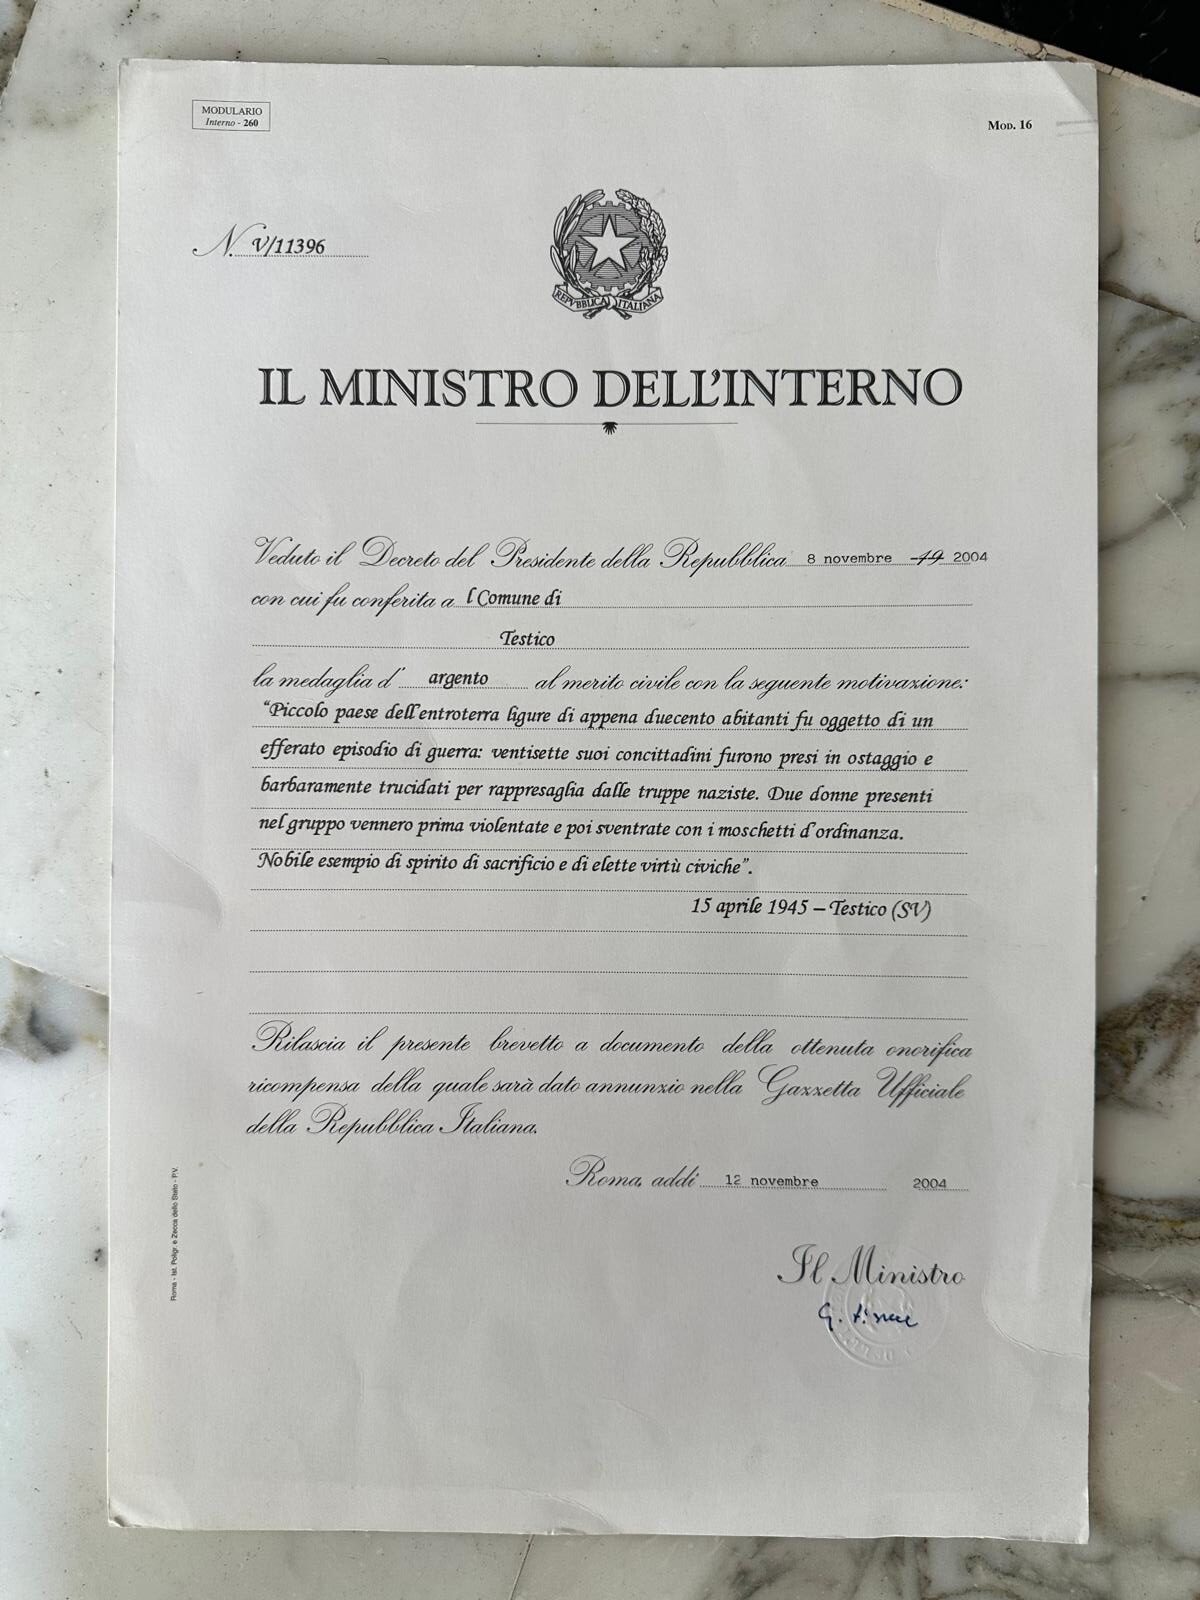 MODULARIO
Interno - 260
MOD. 16
N. V/11396
REPVBBLICA ITALIANA
IL MINISTRO DELL'INTERNO
Veduto il Decreto del Presidente della Repubblica 8 novembre 19 2004
con cui fu conferita a l Comune di
Testico
la medaglia d' argento al merito civile con la seguente motivazione:
“Piccolo paese dell'entroterra ligure di appena duecento abitanti fu oggetto di un
efferato episodio di guerra: ventisette suoi concittadini furono presi in ostaggio e
barbaramente trucidati per rappresaglia dalle truppe naziste. Due donne presenti
nel gruppo vennero prima violentate e poi sventrate con i moschetti d'ordinanza.
Nobile esempio di spirito di sacrificio e di elette virtù civiche”.
15 aprile 1945 – Testico (SV)
Rilascia il presente brevetto a documento della ottenuta onorifica
ricompensa della quale sarà dato annunzio nella Gazzetta Ufficiale
della Repubblica Italiana.
Roma, addì 12 novembre 2004
Il Ministro
Roma - Ist. Poligr. e Zecca dello Stato - P.V.